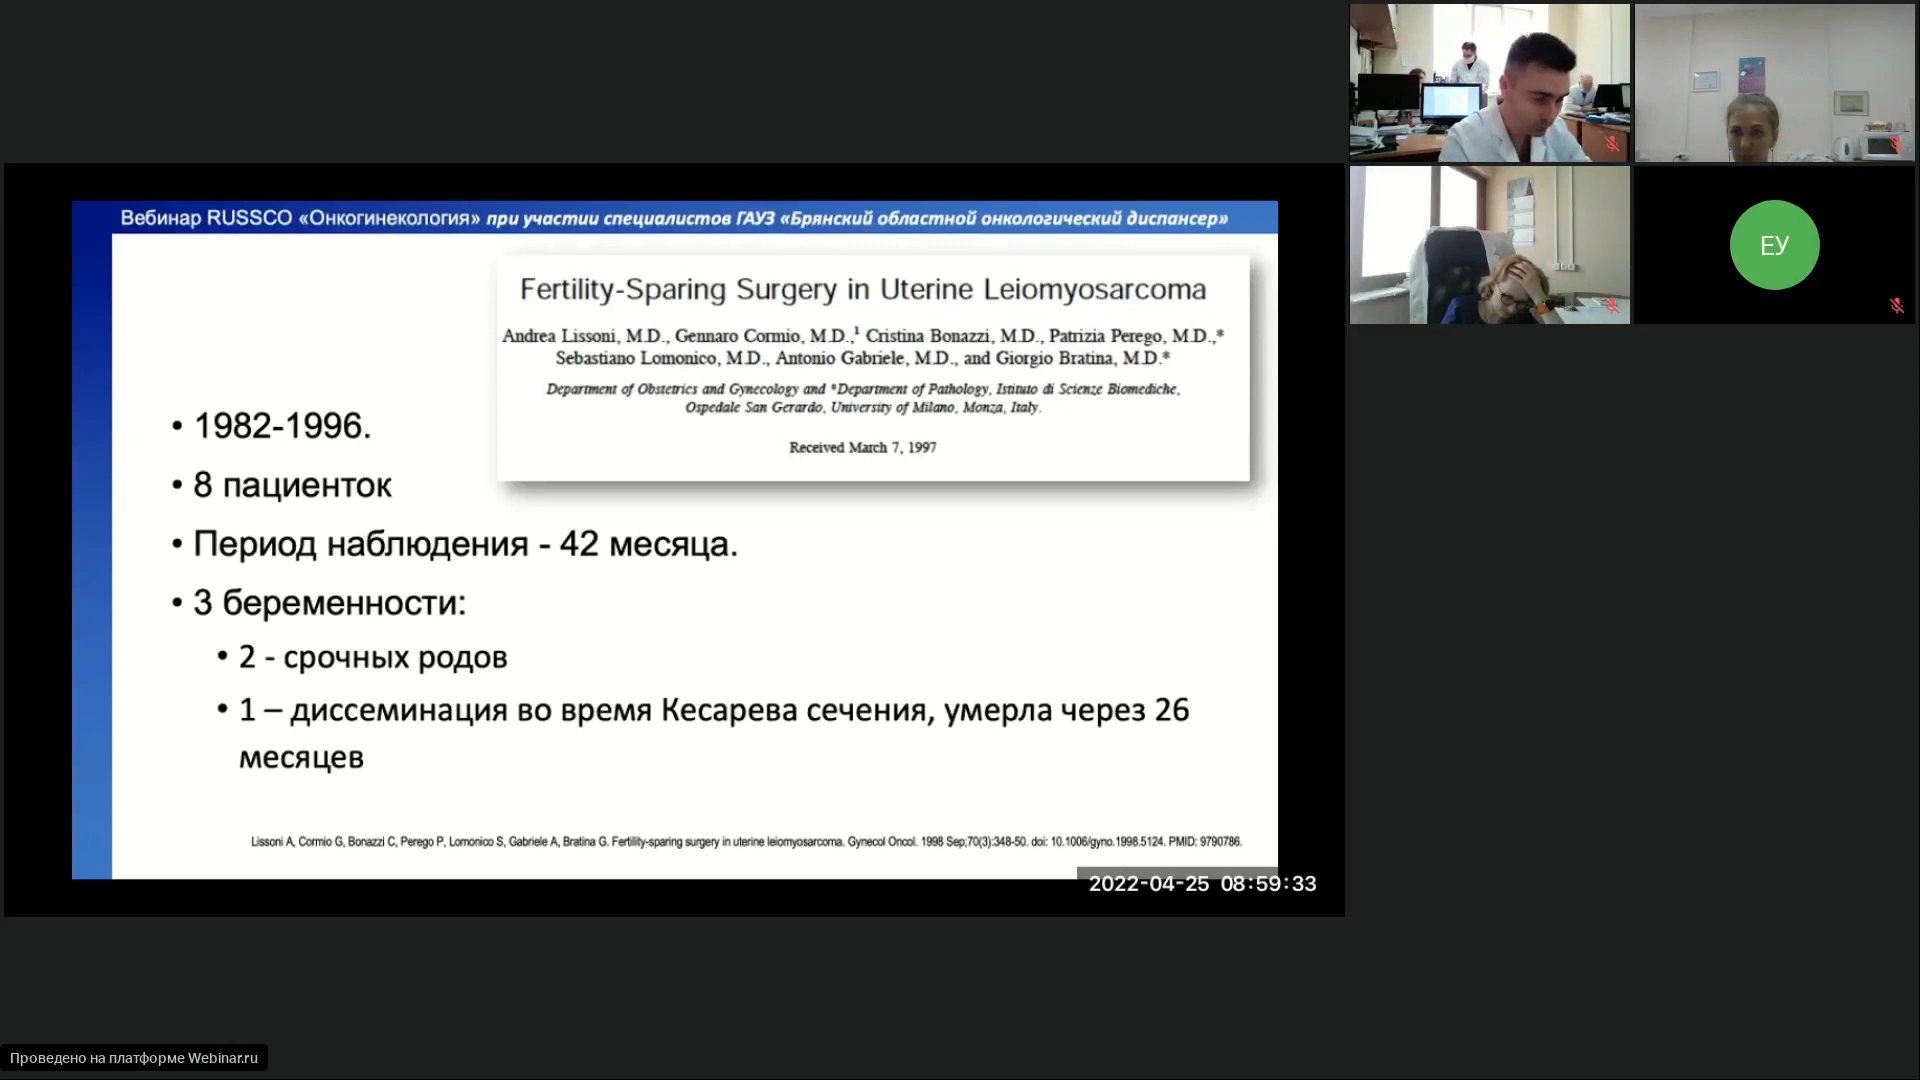 Вебинар RUSSCO «Онкогинекология» при участии специалистов ГАУЗ «Брянский областной онкологический диспансер»
Fertility-Sparing Surgery in Uterine Leiomyosarcoma
Andrea Lissoni, M.D., Gennaro Cormio, M.D.,¹ Cristina Bonazzi, M.D., Patrizia Perego, M.D.,*
Sebastiano Lomonico, M.D., Antonio Gabriele, M.D., and Giorgio Bratina, M.D.*
Department of Obstetrics and Gynecology and *Department of Pathology, Istituto di Scienze Biomediche,
Ospedale San Gerardo, University of Milano, Monza, Italy.
Received March 7, 1997
• 1982-1996.
• 8 пациенток
• Период наблюдения - 42 месяца.
• 3 беременности:
• 2 - срочных родов
• 1 – диссеминация во время Кесарева сечения, умерла через 26
месяцев
Lissoni A, Cormio G, Bonazzi C, Perego P, Lomonico S, Gabriele A, Bratina G. Fertility-sparing surgery in uterine leiomyosarcoma. Gynecol Oncol. 1998 Sep;70(3):348-50. doi: 10.1006/gyno.1998.5124. PMID: 9790786.
2022-04-25 08:59:33
ЕУ
Проведено на платформе Webinar.ru